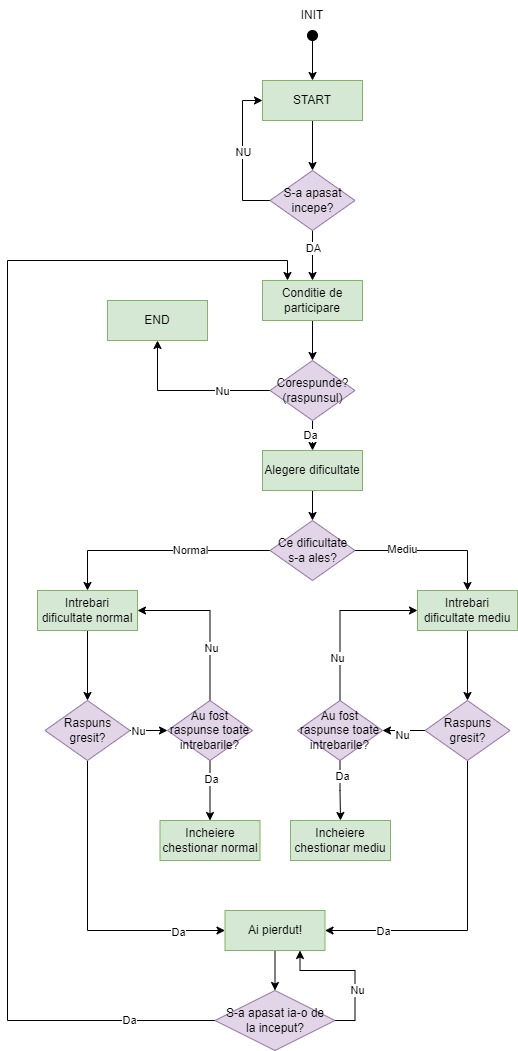 INIT
START
NU
S-a apasat
incepe?
DA
Conditie de
participare
END
Corespunde?
(raspunsul)
Nu
Da
Alegere dificultate
Ce dificultate
s-a ales?
Normal
Mediu
Intrebari
dificultate normal
Intrebari
dificultate mediu
Nu
Nu
Raspuns
gresit?
Nu
Au fost
raspunse toate
intrebarile?
Au fost
raspunse toate
intrebarile?
Nu
Raspuns
gresit?
Da
Da
Incheiere
chestionar normal
Incheiere
chestionar mediu
Da
Ai pierdut!
Da
Nu
S-a apasat ia-o de
la inceput?
Da